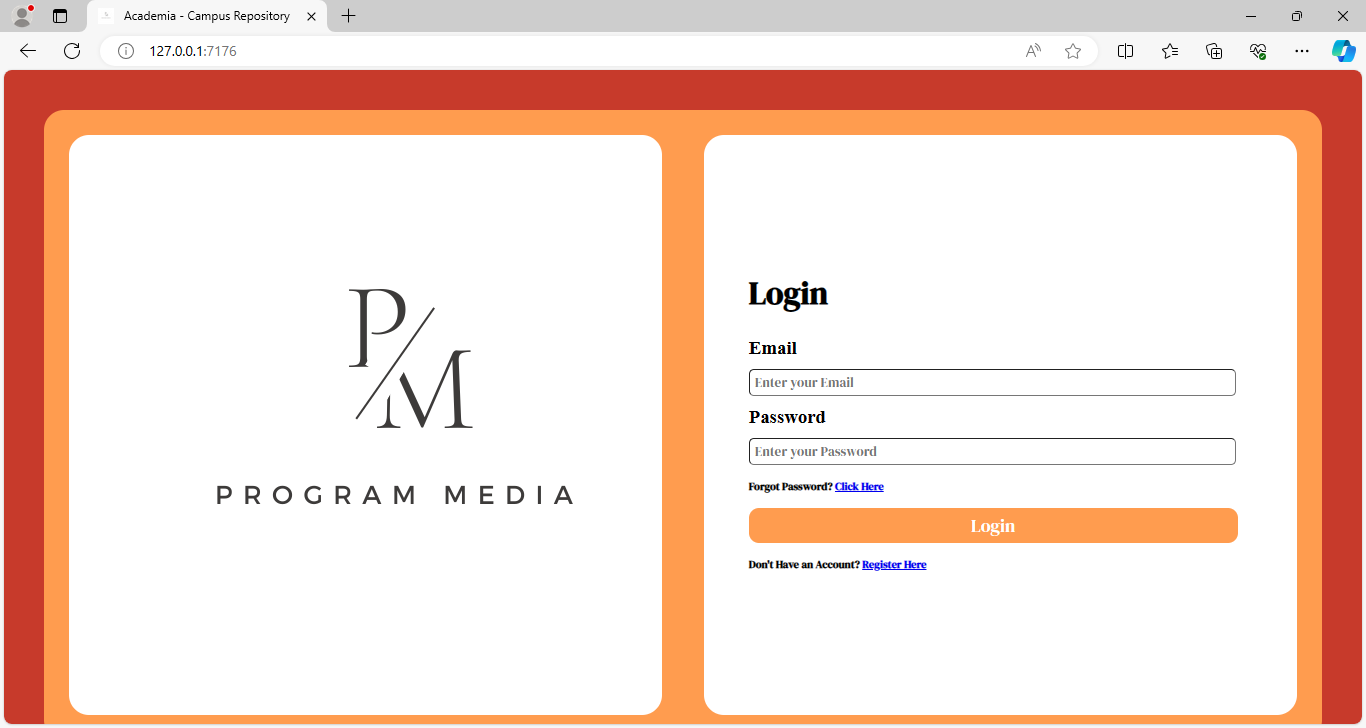 Academia - Campus Repository
127.0.0.1:7176
PM
PROGRAM MEDIA
Login
Email
Enter your Email
Password
Enter your Password
Forgot Password? Click Here
Login
Don't Have an Account? Register Here